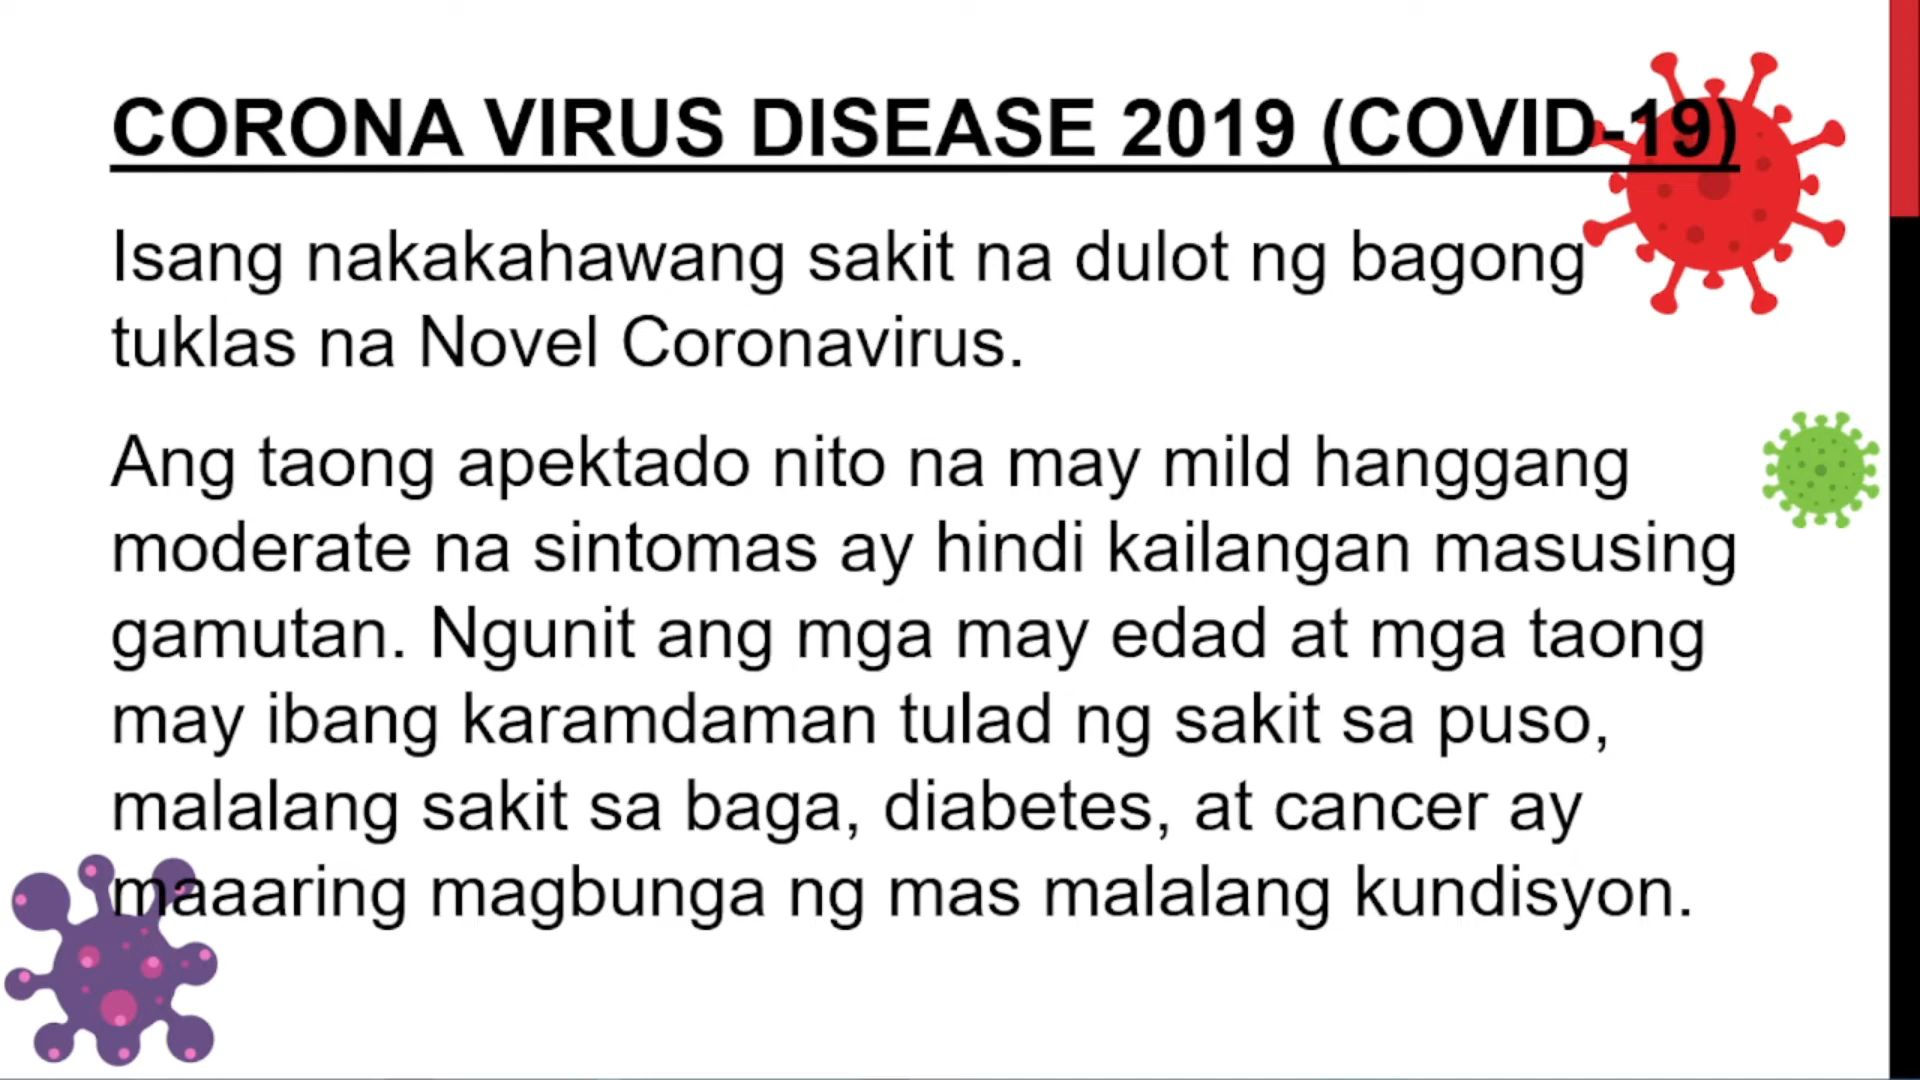 CORONA VIRUS DISEASE 2019 (COVID-19)
Isang nakakahawang sakit na dulot ng bagong
tuklas na Novel Coronavirus.
Ang taong apektado nito na may mild hanggang
moderate na sintomas ay hindi kailangan masusing
gamutan. Ngunit ang mga may edad at mga taong
may ibang karamdaman tulad ng sakit sa puso,
malalang sakit sa baga, diabetes, at cancer ay
maaaring magbunga ng mas malalang kundisyon.